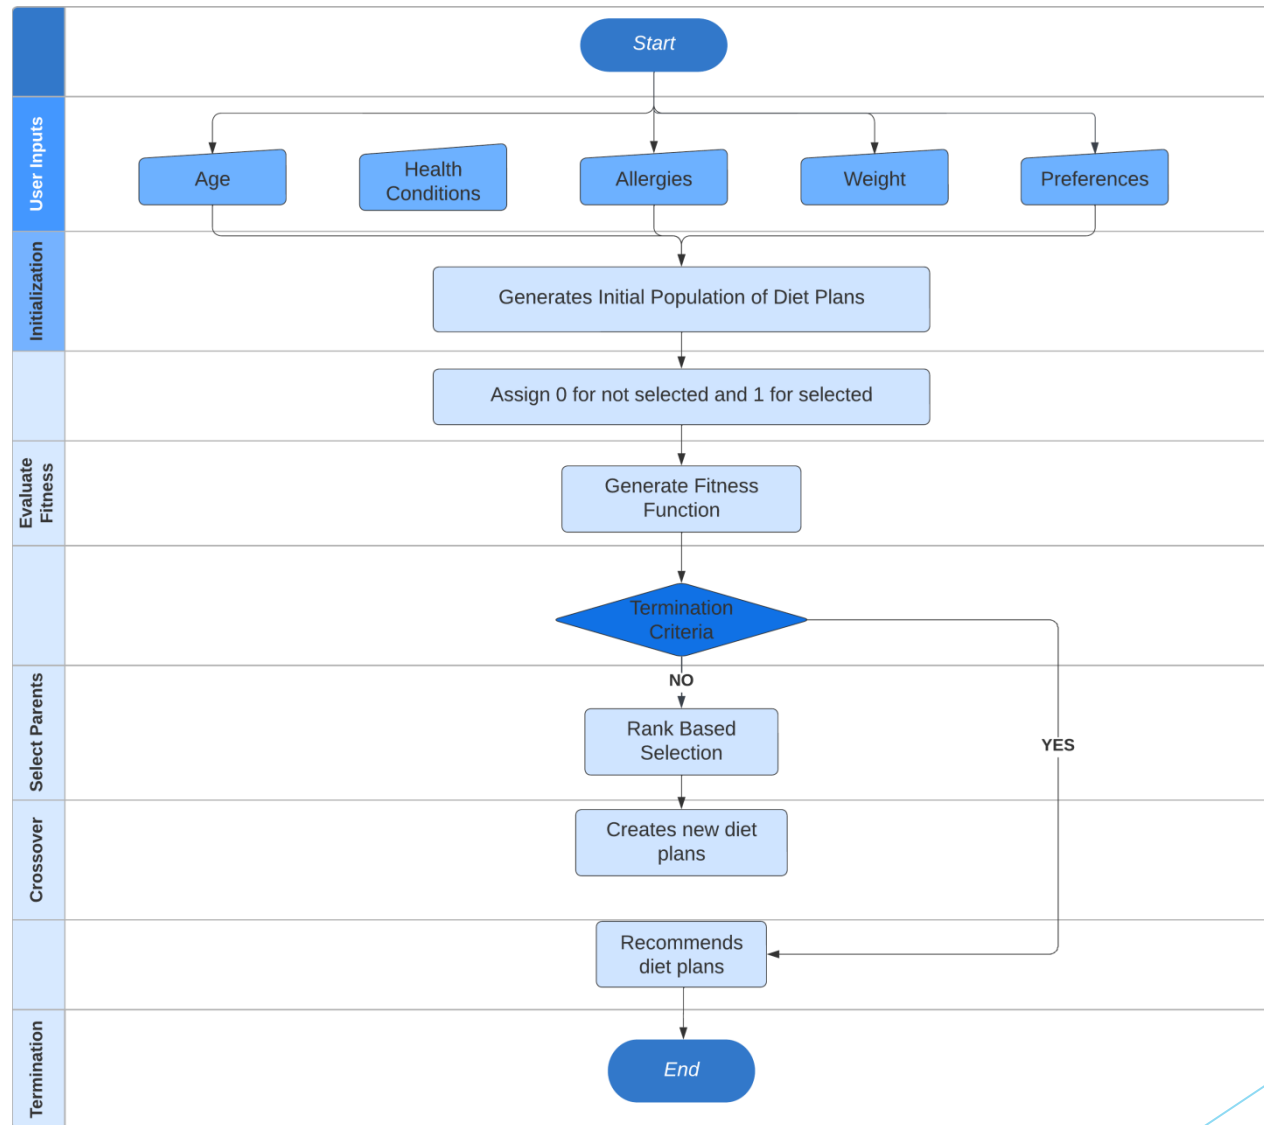 Start
User Inputs
Age
Health
Conditions
Allergies
Weight
Preferences
Initialization
Generates Initial Population of Diet Plans
Assign 0 for not selected and 1 for selected
Evaluate
Fitness
Generate Fitness
Function
Termination
Criteria
NO
YES
Select Parents
Rank Based
Selection
Crossover
Creates new diet
plans
Recommends
diet plans
Termination
End